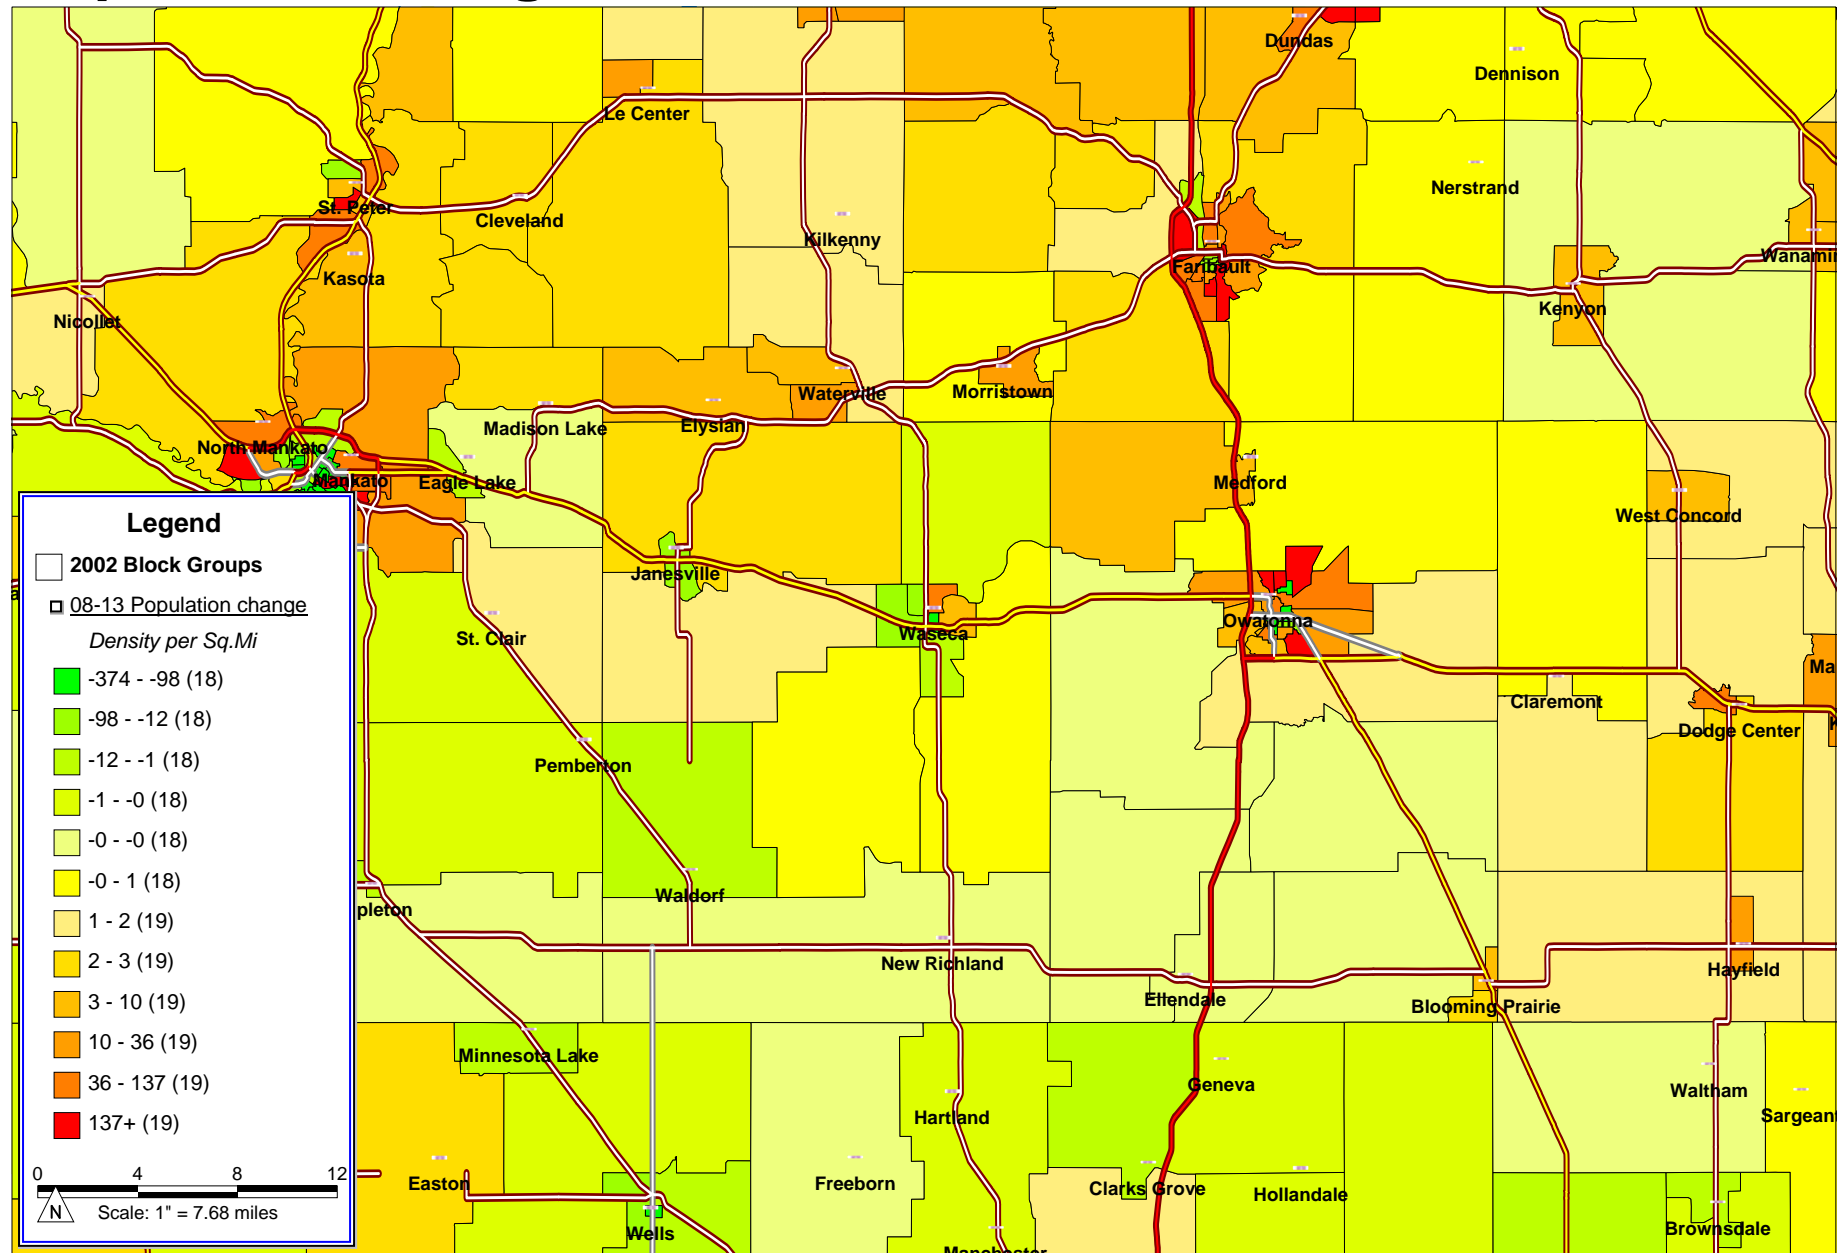 Dundas
Dennison
Le Center
Nerstrand
St. Peter
Cleveland
Kilkenny
Wanamin
Faribault
Kasota
Kenyon
Nicollet
Waterville
Morristown
Madison Lake
Elysian
North Mankato
Mankato
Eagle Lake
Medford
West Concord
Janesville
Owatonna
St. Clair
Waseca
Ma
Claremont
Dodge Center
K
Pemberton
Waldorf
pleton
New Richland
Hayfield
Ellendale
Blooming Prairie
Minnesota Lake
Geneva
Waltham
Hartland
Sargeant
Easton
Freeborn
Clarks Grove
Hollandale
Wells
Brownsdale
Manchester
Legend
2002 Block Groups
08-13 Population change
Density per Sq.Mi
-374 - -98 (18)
-98 - -12 (18)
-12 - -1 (18)
-1 - -0 (18)
-0 - -0 (18)
-0 - 1 (18)
1 - 2 (19)
2 - 3 (19)
3 - 10 (19)
10 - 36 (19)
36 - 137 (19)
137+ (19)
0 4 8 12
N
Scale: 1" = 7.68 miles